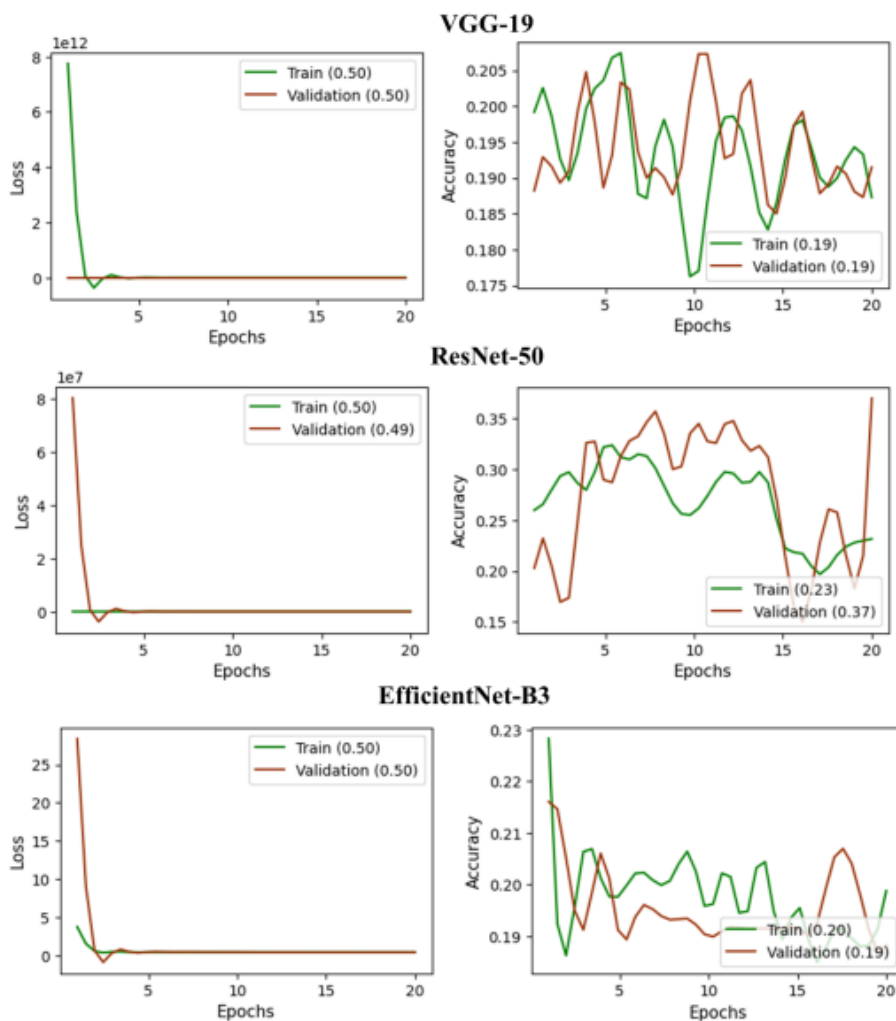 VGG-19
1e12
8
6
4
2
0
Loss
Train (0.50)
Validation (0.50)
5
10
15
20
Epochs
0.205
0.200
0.195
0.190
0.185
0.180
0.175
Accuracy
Train (0.19)
Validation (0.19)
5
10
15
20
Epochs
ResNet-50
1e7
8
6
4
2
0
Loss
Train (0.50)
Validation (0.49)
5
10
15
20
Epochs
0.35
0.30
0.25
0.20
0.15
Accuracy
Train (0.23)
Validation (0.37)
5
10
15
20
Epochs
EfficientNet-B3
25
20
15
10
5
0
Loss
Train (0.50)
Validation (0.50)
5
10
15
20
Epochs
0.23
0.22
0.21
0.20
0.19
Accuracy
Train (0.20)
Validation (0.19)
5
10
15
20
Epochs